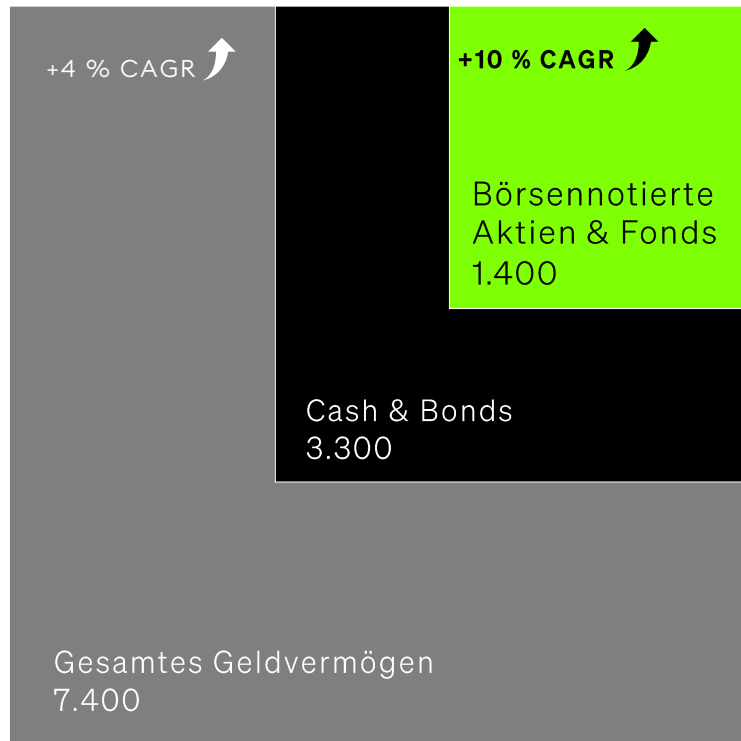 +4 % CAGR
+10 % CAGR
Börsennotierte
Aktien & Fonds
1.400
Cash & Bonds
3.300
Gesamtes Geldvermögen
7.400